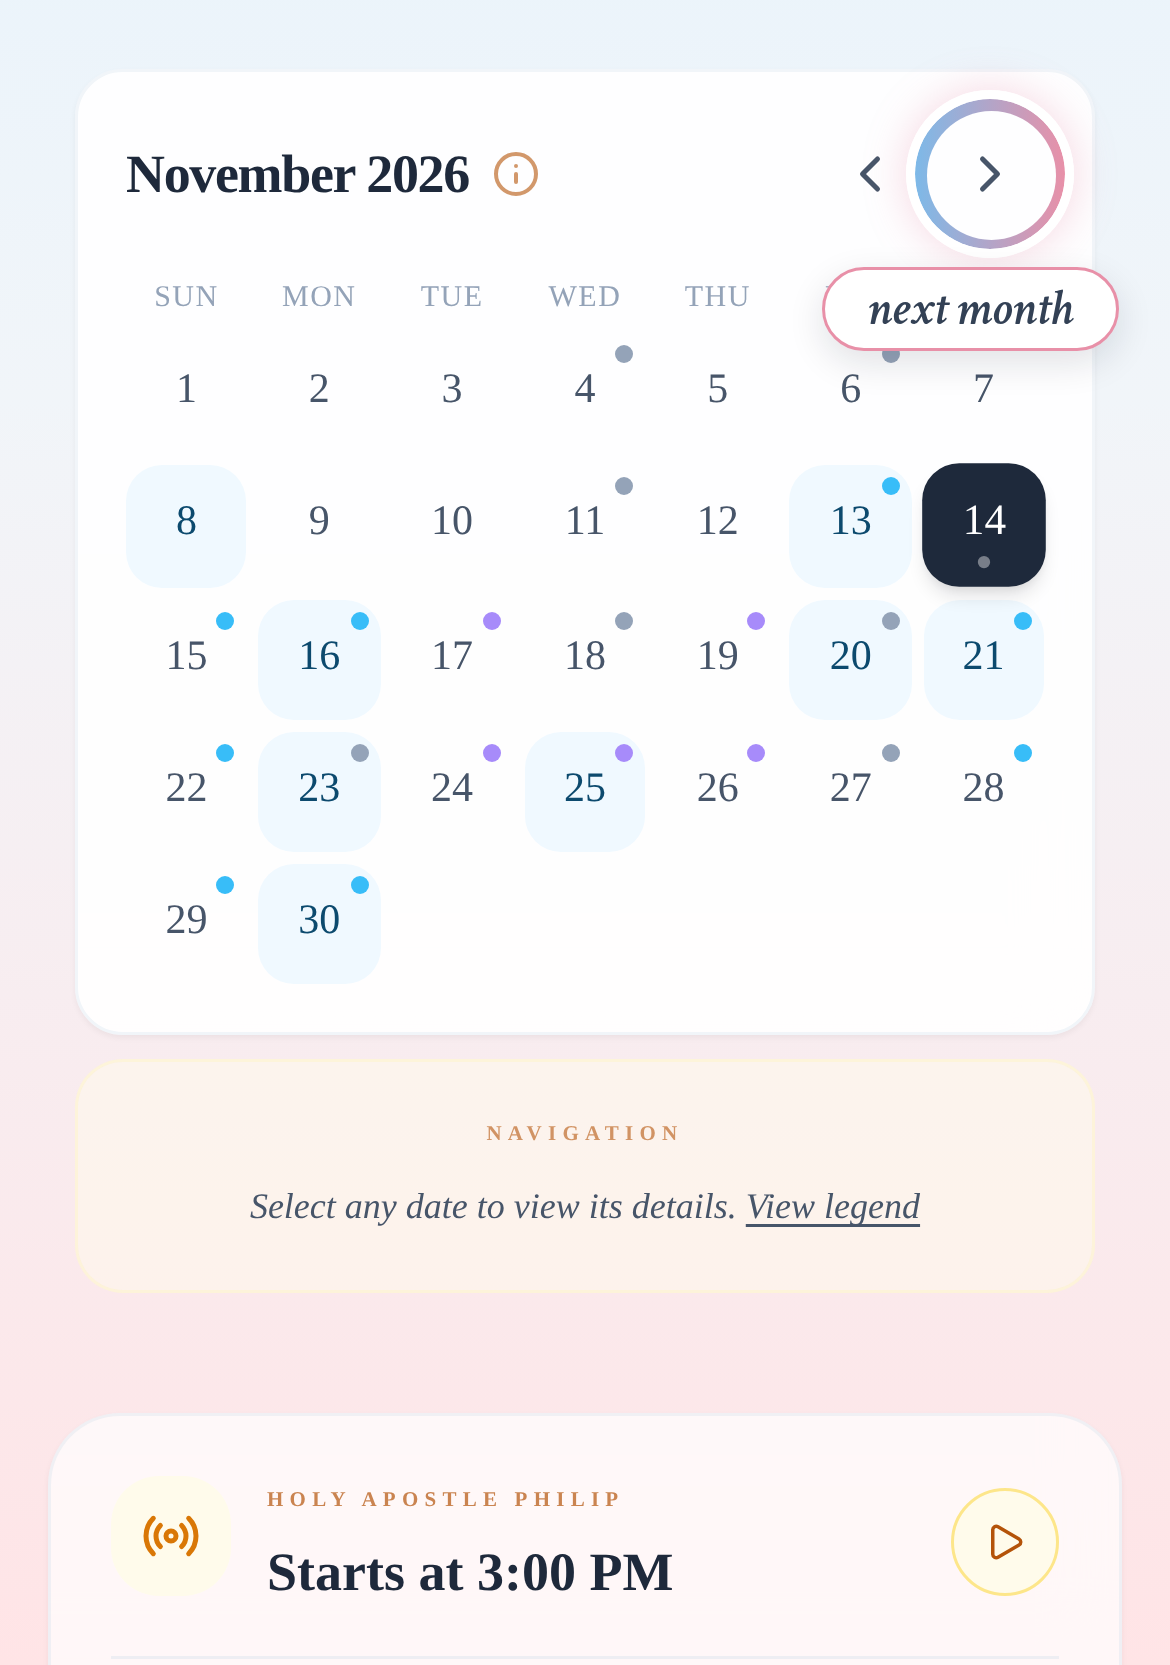 November 2026
SUN MON TUE WED THU
next month
1 2 3 4 5 6 7
8 9 10 11 12 13 14
15 16 17 18 19 20 21
22 23 24 25 26 27 28
29 30
NAVIGATION
Select any date to view its details. View legend
HOLY APOSTLE PHILIP
Starts at 3:00 PM